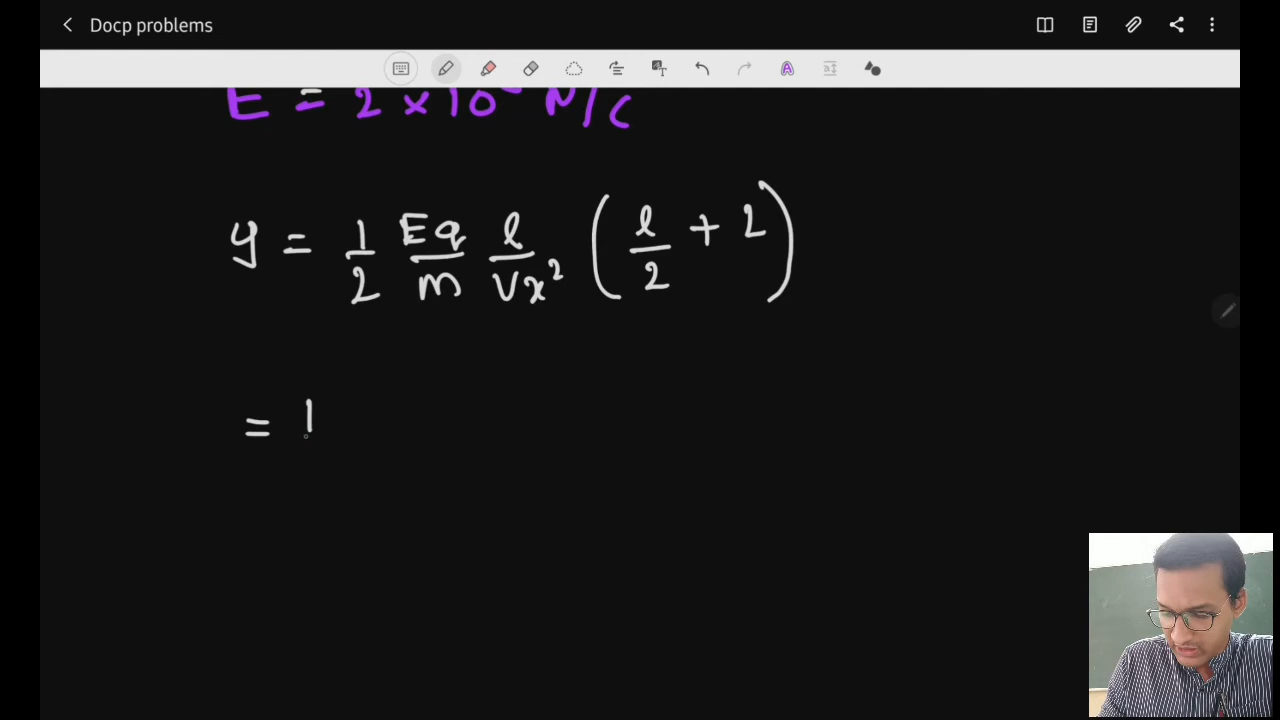 Docp problems
E = 2 × 10 N/C
y = 1/2 Eq/m l/Vx² (l/2 + L)
= 1